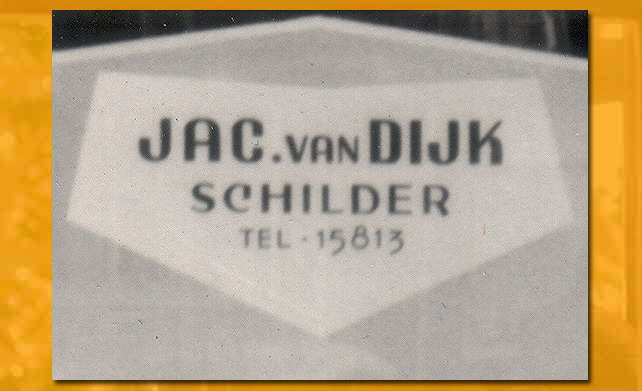 JAC. VAN DIJK
SCHILDER
TEL - 15813